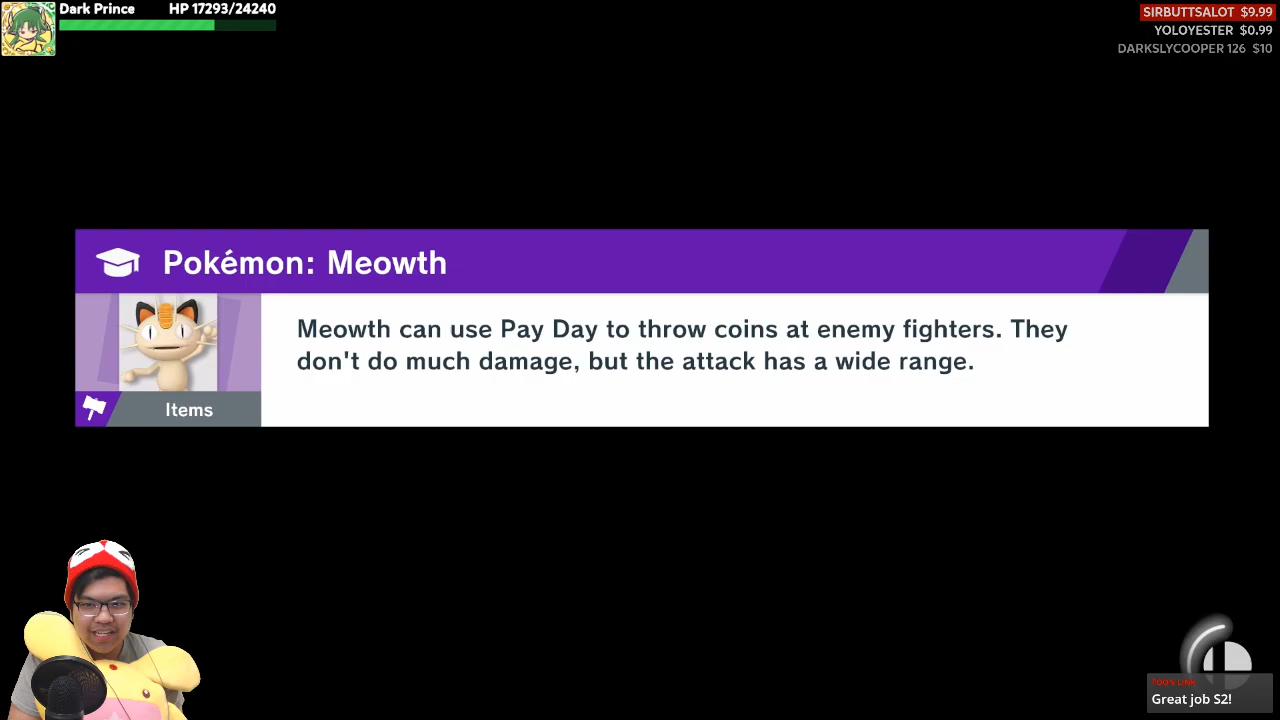 Dark Prince HP 17293/24240
SIRBUTTSALOT $9.99
YOLOYESTER $0.99
DARKSLYCOOPER 126 $10
Pokémon: Meowth
Meowth can use Pay Day to throw coins at enemy fighters. They
don't do much damage, but the attack has a wide range.
Items
TOON LINK
Great job S2!